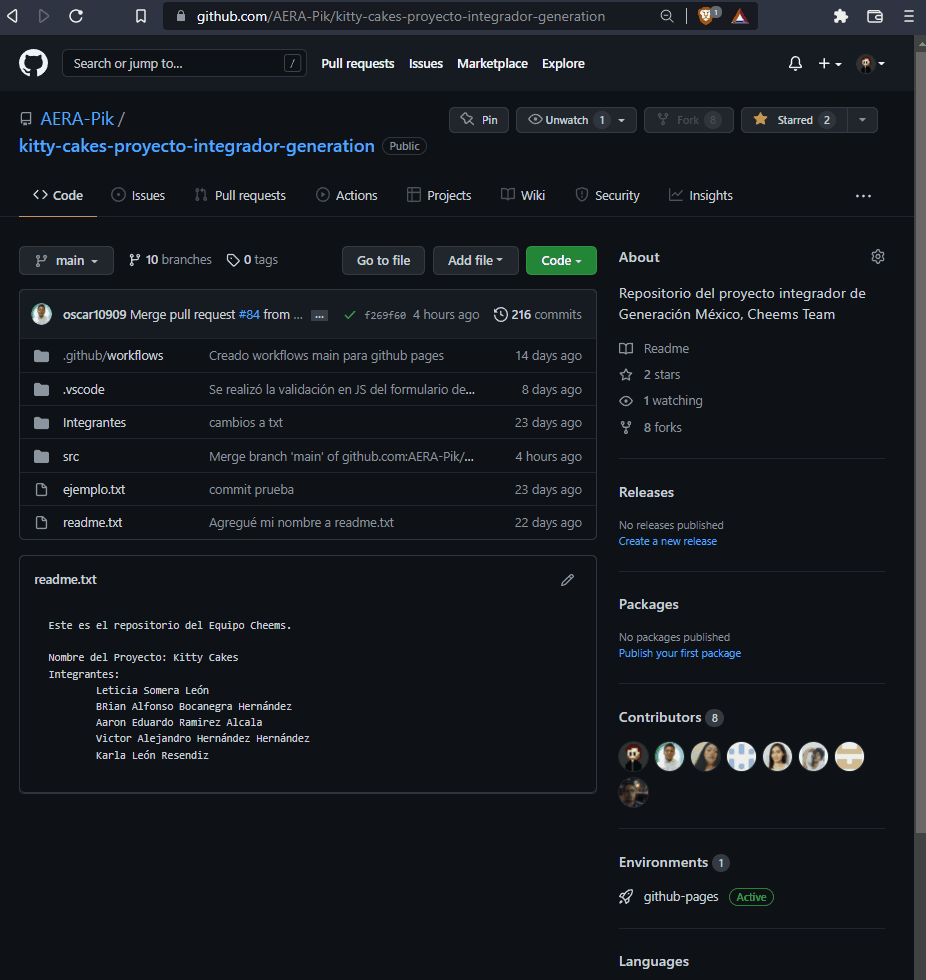 github.com/AERA-Pik/kitty-cakes-proyecto-integrador-generation
1
Search or jump to...
/
Pull requests
Issues
Marketplace
Explore
AERA-Pik /
kitty-cakes-proyecto-integrador-generation
Public
Pin
Unwatch 1
Fork 8
Starred 2
Code
Issues
Pull requests
Actions
Projects
Wiki
Security
Insights
main
10 branches
0 tags
Go to file
Add file
Code
oscar10909 Merge pull request #84 from ... ... f269f60 4 hours ago 216 commits
.github/workflows Creado workflows main para github pages 14 days ago
.vscode Se realizó la validación en JS del formulario de... 8 days ago
Integrantes cambios a txt 23 days ago
src Merge branch 'main' of github.com:AERA-Pik/... 4 hours ago
ejemplo.txt commit prueba 23 days ago
readme.txt Agregué mi nombre a readme.txt 22 days ago
readme.txt
Este es el repositorio del Equipo Cheems.
Nombre del Proyecto: Kitty Cakes
Integrantes:
Leticia Somera León
BRian Alfonso Bocanegra Hernández
Aaron Eduardo Ramirez Alcala
Victor Alejandro Hernández Hernández
Karla León Resendiz
About
Repositorio del proyecto integrador de
Generación México, Cheems Team
Readme
2 stars
1 watching
8 forks
Releases
No releases published
Create a new release
Packages
No packages published
Publish your first package
Contributors 8
Environments 1
github-pages Active
Languages